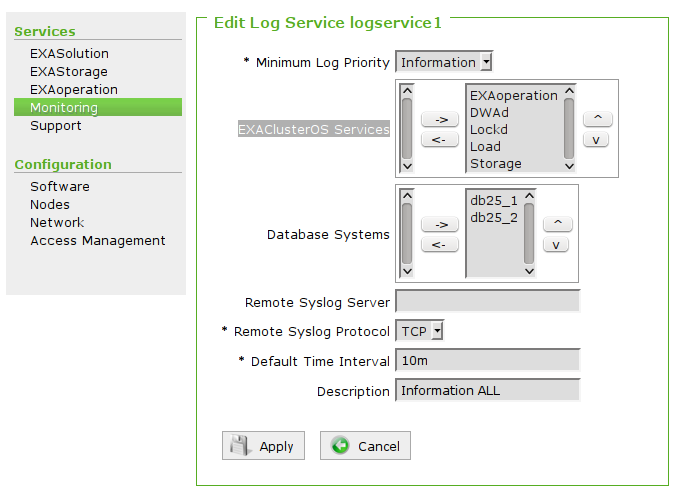 Services
EXASolution
EXAStorage
EXAoperation
Monitoring
Support
Configuration
Software
Nodes
Network
Access Management
Edit Log Service logservice1
* Minimum Log Priority Information
EXAClusterOS Services
->
<-
EXAoperation
DWAd
Lockd
Load
Storage
^
v
Database Systems
->
<-
db25_1
db25_2
^
v
Remote Syslog Server
* Remote Syslog Protocol TCP
* Default Time Interval 10m
Description Information ALL
Apply Cancel